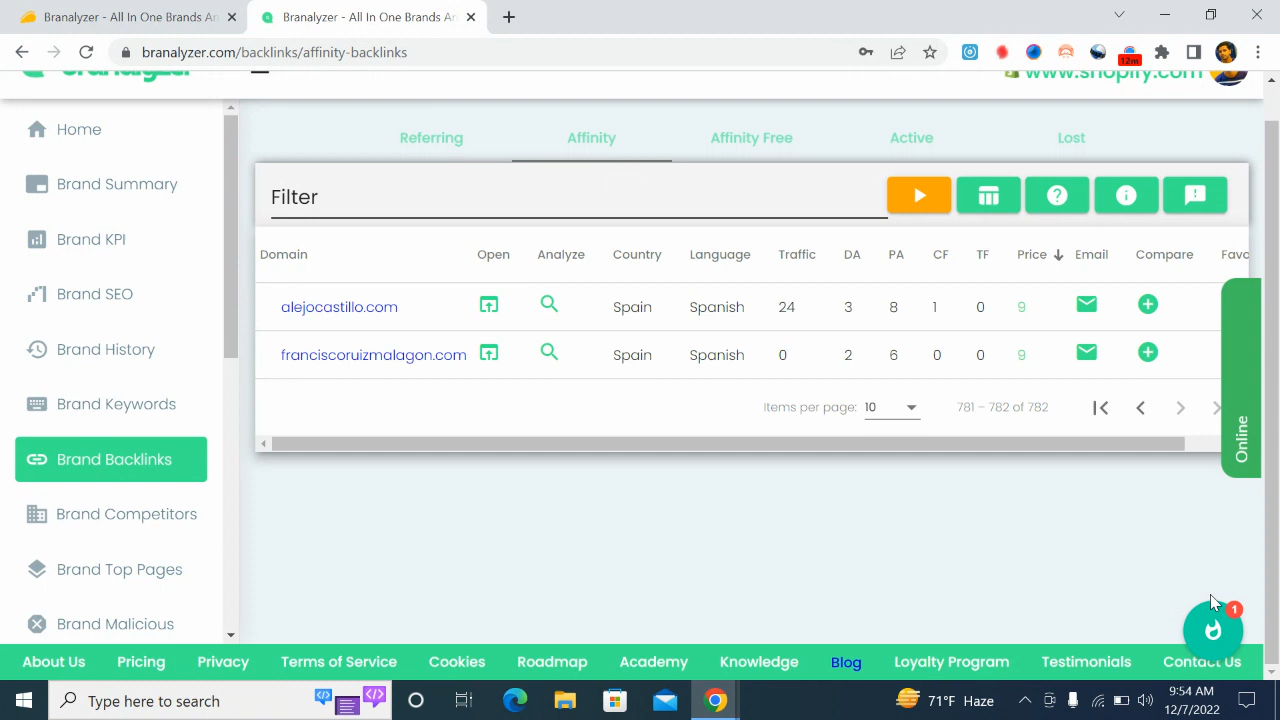 Branalyzer - All In One Brands An
Branalyzer - All In One Brands An
branalyzer.com/backlinks/affinity-backlinks
12m
Branalyzer
www.shopify.com
Home
Brand Summary
Brand KPI
Brand SEO
Brand History
Brand Keywords
Brand Backlinks
Brand Competitors
Brand Top Pages
Brand Malicious
Referring Affinity Affinity Free Active Lost
Filter
Domain Open Analyze Country Language Traffic DA PA CF TF Price Email Compare Favo
alejocastillo.com Spain Spanish 24 3 8 1 0 9
franciscoruizmalagon.com Spain Spanish 0 2 6 0 0 9
Items per page: 10 781 – 782 of 782
Online
1
About Us Pricing Privacy Terms of Service Cookies Roadmap Academy Knowledge Blog Loyalty Program Testimonials Contact Us
Type here to search
71°F Haze
9:54 AM
12/7/2022